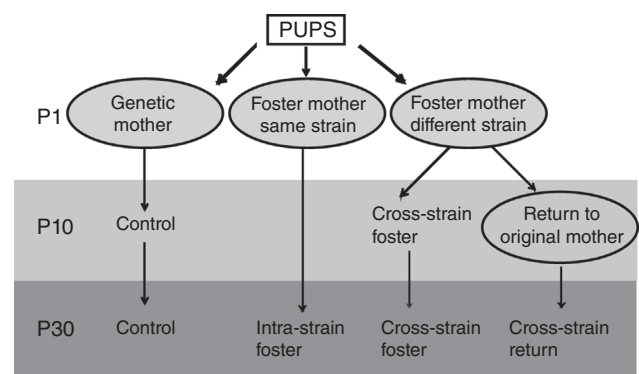 PUPS
P1
Genetic
mother
Foster mother
same strain
Foster mother
different strain
P10
Control
Cross-strain
foster
Return to
original mother
P30
Control
Intra-strain
foster
Cross-strain
foster
Cross-strain
return